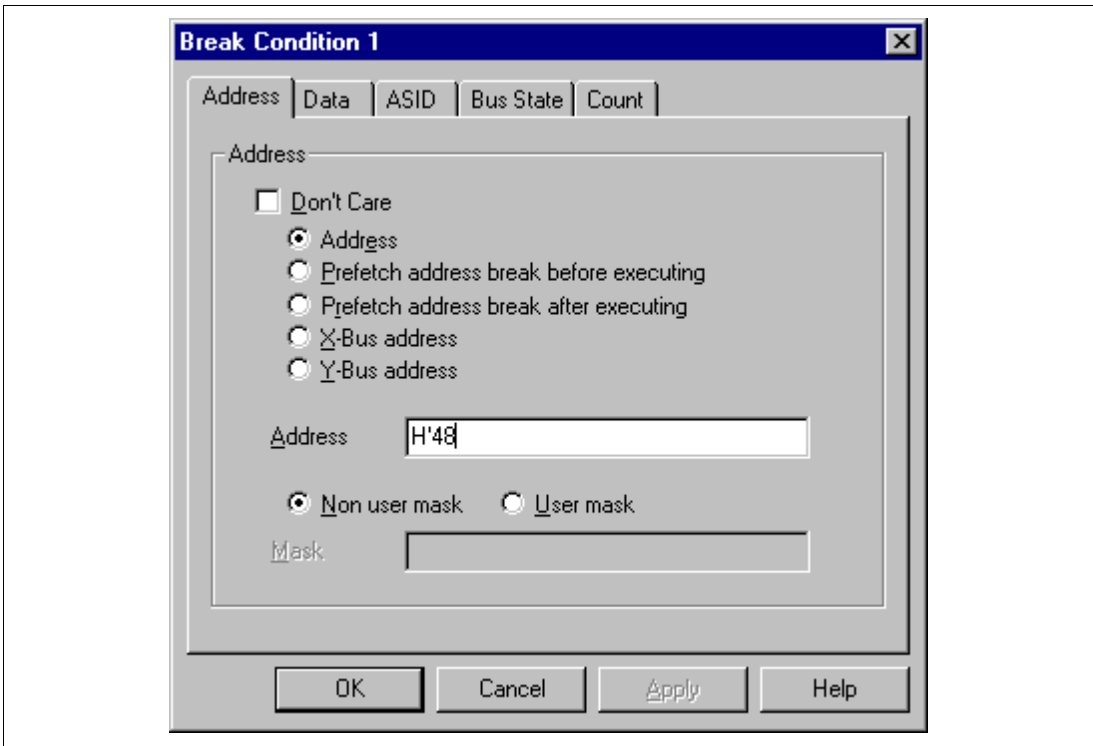 Break Condition 1
Address Data ASID Bus State Count
Address
Don't Care
Address
Prefetch address break before executing
Prefetch address break after executing
X-Bus address
Y-Bus address
Address H'48
Non user mask User mask
Mask
OK Cancel Apply Help